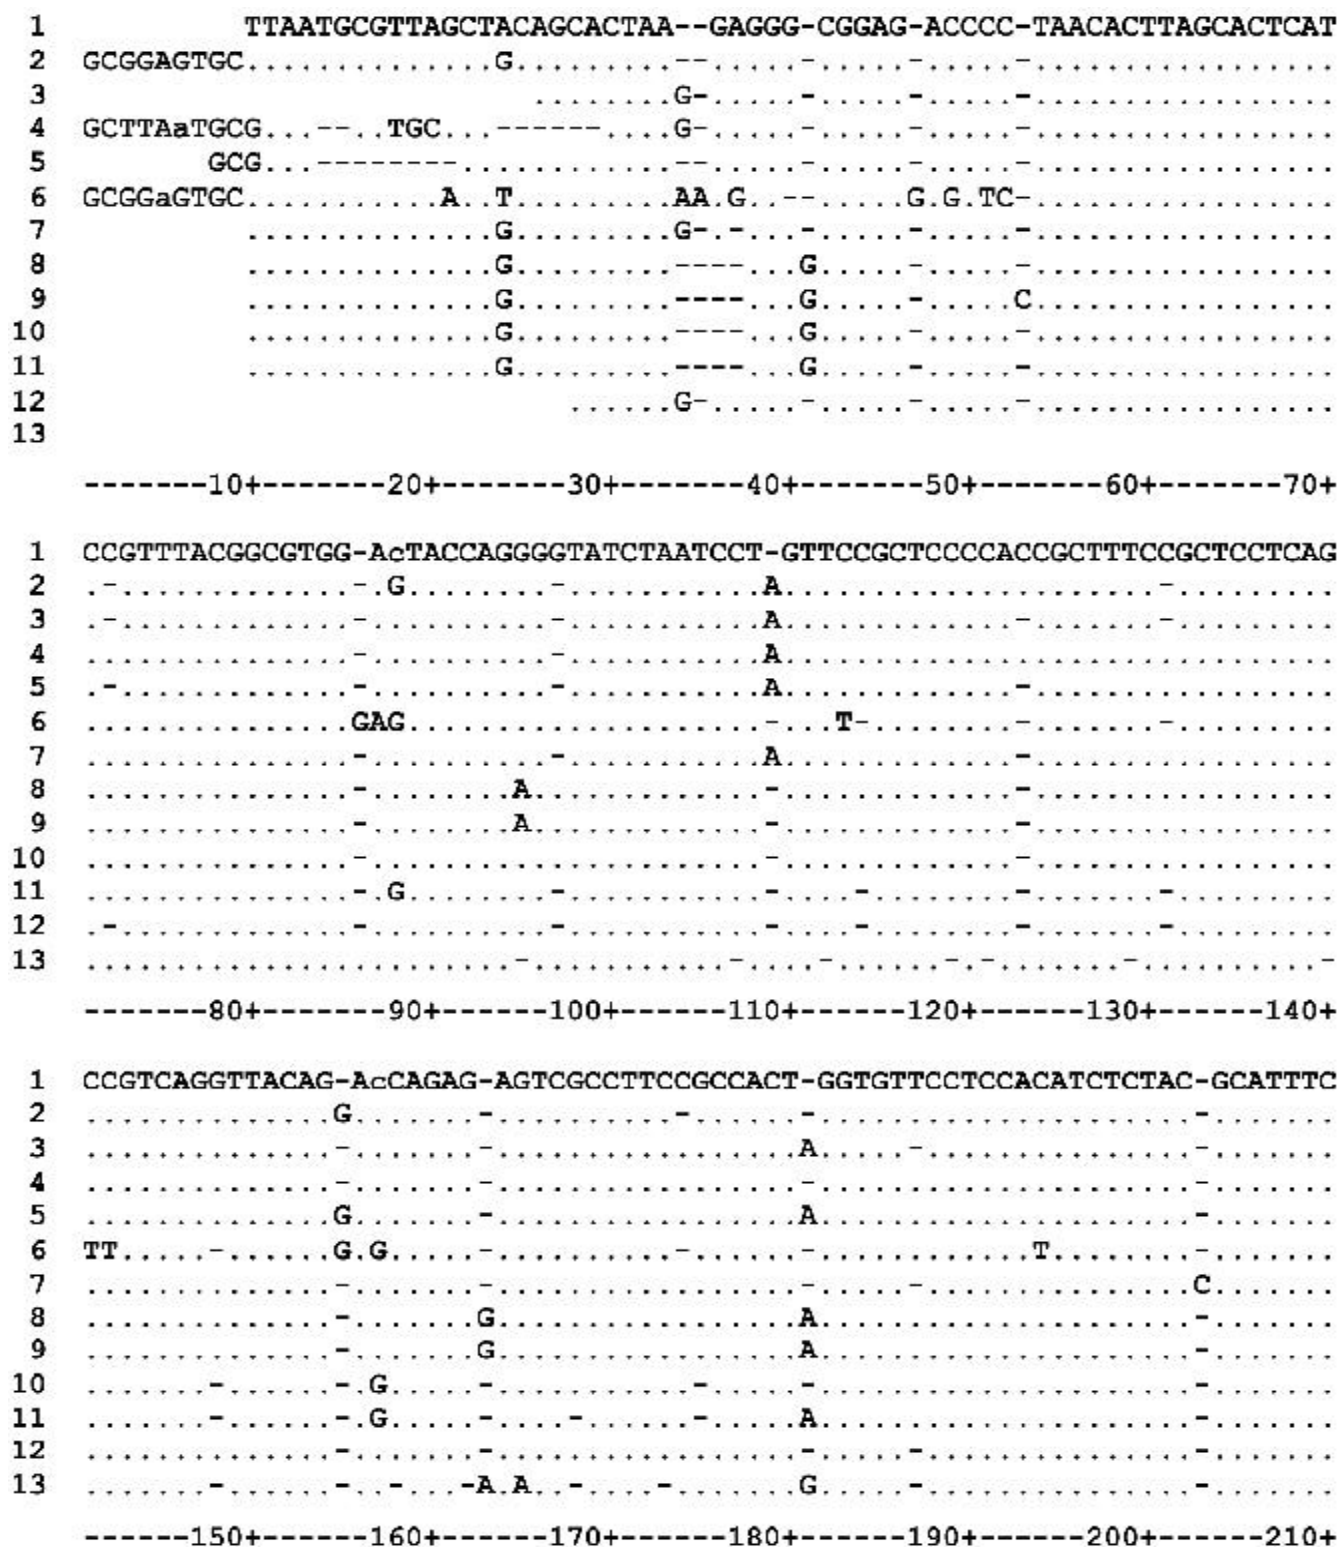 1 TTAATGCGTTAGCTACAGCACTAA--GAGGG-CGGAG-ACCCC-TAACACTTAGCACTCAT
2 GCGGAGTGC..............G.........--.....-.....-.....-.................
3 ........G-.....-.....-.....-.................
4 GCTTAaTGCG...--..TGC...------....G-.....-.....-.....-.................
5 GCG...--------............--.....-.....-.....-.................
6 GCGGaGTGC...........A..T.........AA.G..--.....G.G.TC-.................
7 ..............G.........G-.-...-.....-.....-.................
8 ..............G.........----...G.....-.....-.................
9 ..............G.........----...G.....-.....C.................
10 ..............G.........----...G.....-.....-.................
11 ..............G.........----...G.....-.....-.................
12 ......G-.....-.....-.....-.................
13
-------10+-------20+-------30+-------40+-------50+-------60+-------70+
1 CCGTTTACGGCGTGG-AcTACCAGGGGTATCTAATCCT-GTTCCGCTCCCCACCGCTTTCCGCTCCTCAG
2 .-.............-.G........-...........A.....................-.........
3 .-.............-..........-...........A.............-.......-.........
4 ...............-..........-...........A...............................
5 .-.............-..........-...........A.............-.................
6 ...............GAG....................-...T-........-.......-.........
7 ...............-..........-...........A.............-.................
8 ...............-........A.............-.............-.................
9 ...............-........A.............-.............-.................
10 ...............-......................-.............-.................
11 ...............-.G........-...........-....-........-.......-.........
12 .-.............-..........-...........-....-........-.......-.........
13 ........................-...........-....-......-.-.......-..........-
-------80+-------90+------100+------110+------120+------130+------140+
1 CCGTCAGGTTACAG-AcCAGAG-AGTCGCCTTCCGCCACT-GGTGTTCCTCCACATCTCTAC-GCATTTC
2 ..............G.......-..........-......-.....................-.......
3 ..............-.......-.................A.....-...............-.......
4 ..............-.......-.................-.....................-.......
5 ..............G.......-.................A.....................-.......
6 TT.....-......G.G.....-..........-......-............T........-.......
7 ..............-.......-.................-.....-...............C.......
8 ..............-.......G.................A.....................-.......
9 ..............-.......G.................A.....................-.......
10 .......-......-.G.....-...........-.....-.....................-.......
11 .......-......-.G.....-....-......-.....A.....................-.......
12 ..............-.......-.................-.....-...............-.......
13 .......-......-..-...-A.A..-....-.......G.....................-.......
------150+------160+------170+------180+------190+------200+------210+